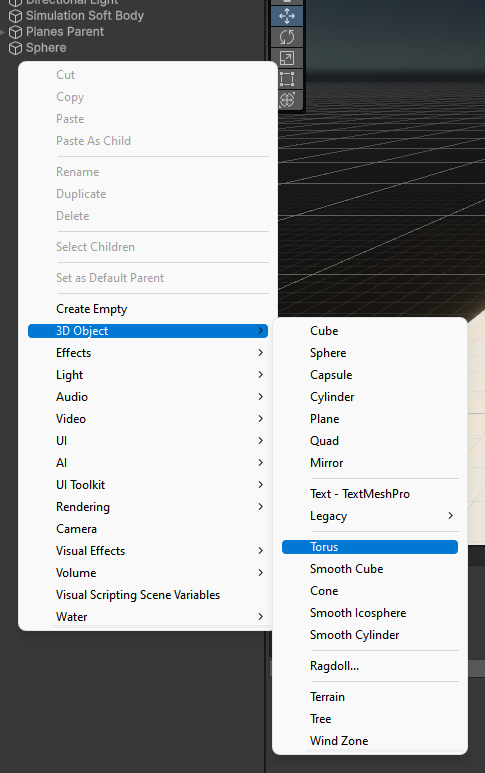 Directional Light
Simulation Soft Body
Planes Parent
Sphere
Cut
Copy
Paste
Paste As Child
Rename
Duplicate
Delete
Select Children
Set as Default Parent
Create Empty
3D Object
Effects
Light
Audio
Video
UI
AI
UI Toolkit
Rendering
Camera
Visual Effects
Volume
Visual Scripting Scene Variables
Water
Cube
Sphere
Capsule
Cylinder
Plane
Quad
Mirror
Text - TextMeshPro
Legacy
Torus
Smooth Cube
Cone
Smooth Icosphere
Smooth Cylinder
Ragdoll...
Terrain
Tree
Wind Zone